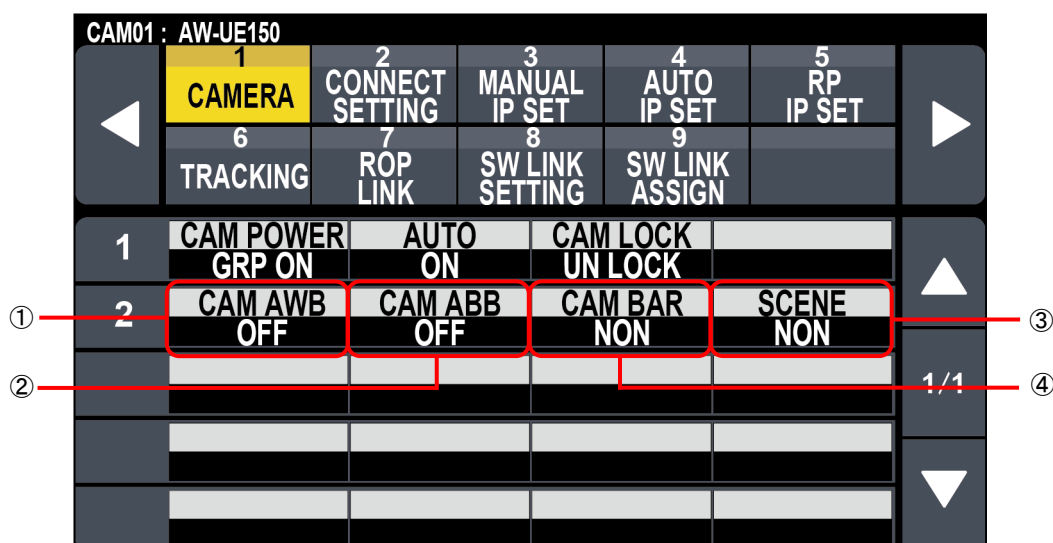 CAM01 : AW-UE150
1
CAMERA
2
CONNECT
SETTING
3
MANUAL
IP SET
4
AUTO
IP SET
5
RP
IP SET
6
TRACKING
7
ROP
LINK
8
SW LINK
SETTING
9
SW LINK
ASSIGN
1
CAM POWER
GRP ON
AUTO
ON
CAM LOCK
UN LOCK
2
CAM AWB
OFF
CAM ABB
OFF
CAM BAR
NON
SCENE
NON
1/1
①
②
③
④